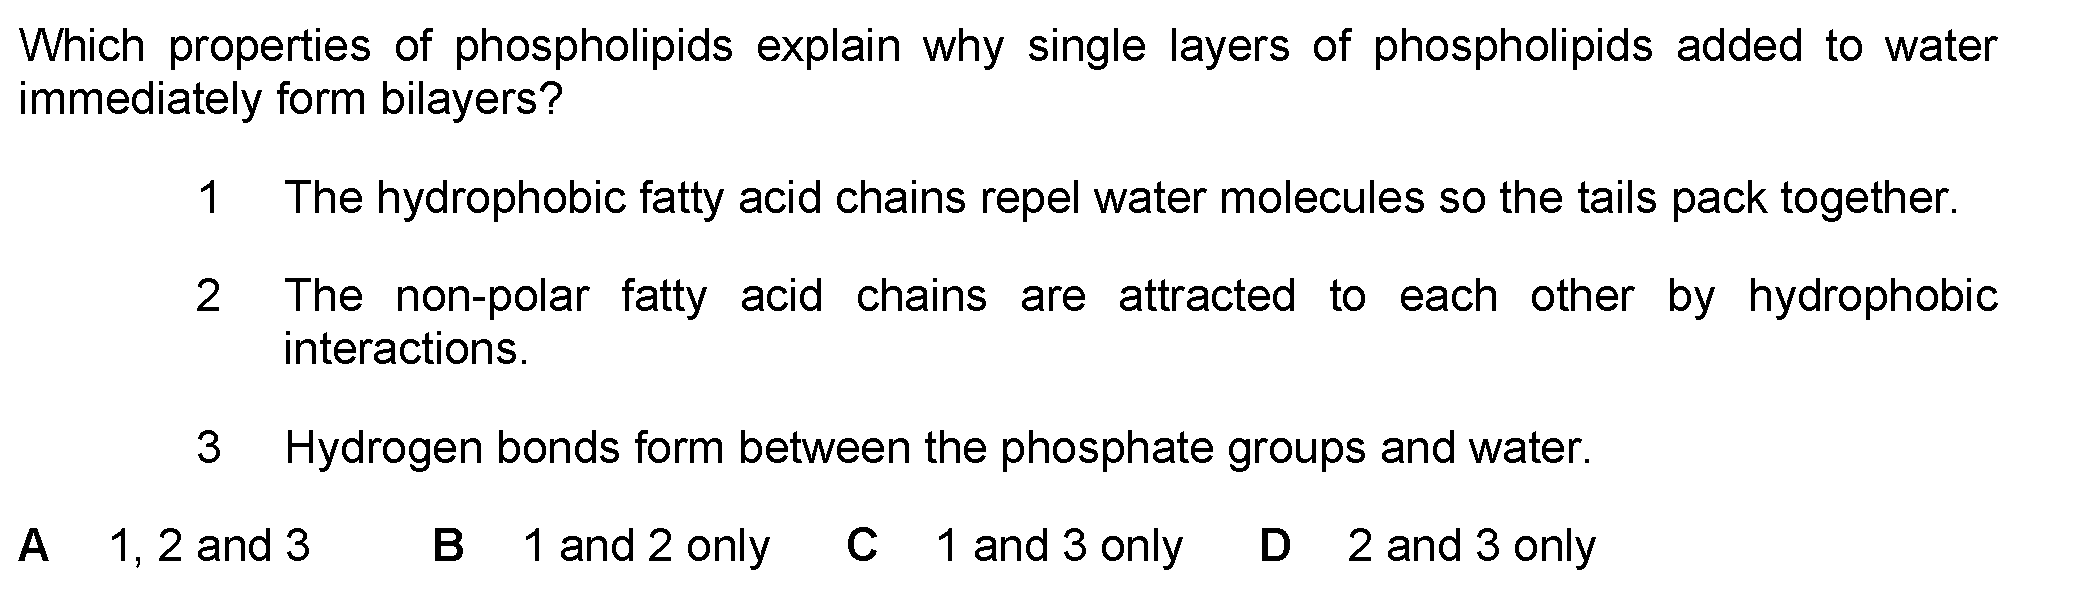 Which properties of phospholipids explain why single layers of phospholipids added to water
immediately form bilayers?
1 The hydrophobic fatty acid chains repel water molecules so the tails pack together.
2 The non-polar fatty acid chains are attracted to each other by hydrophobic
interactions.
3 Hydrogen bonds form between the phosphate groups and water.
A 1, 2 and 3 B 1 and 2 only C 1 and 3 only D 2 and 3 only